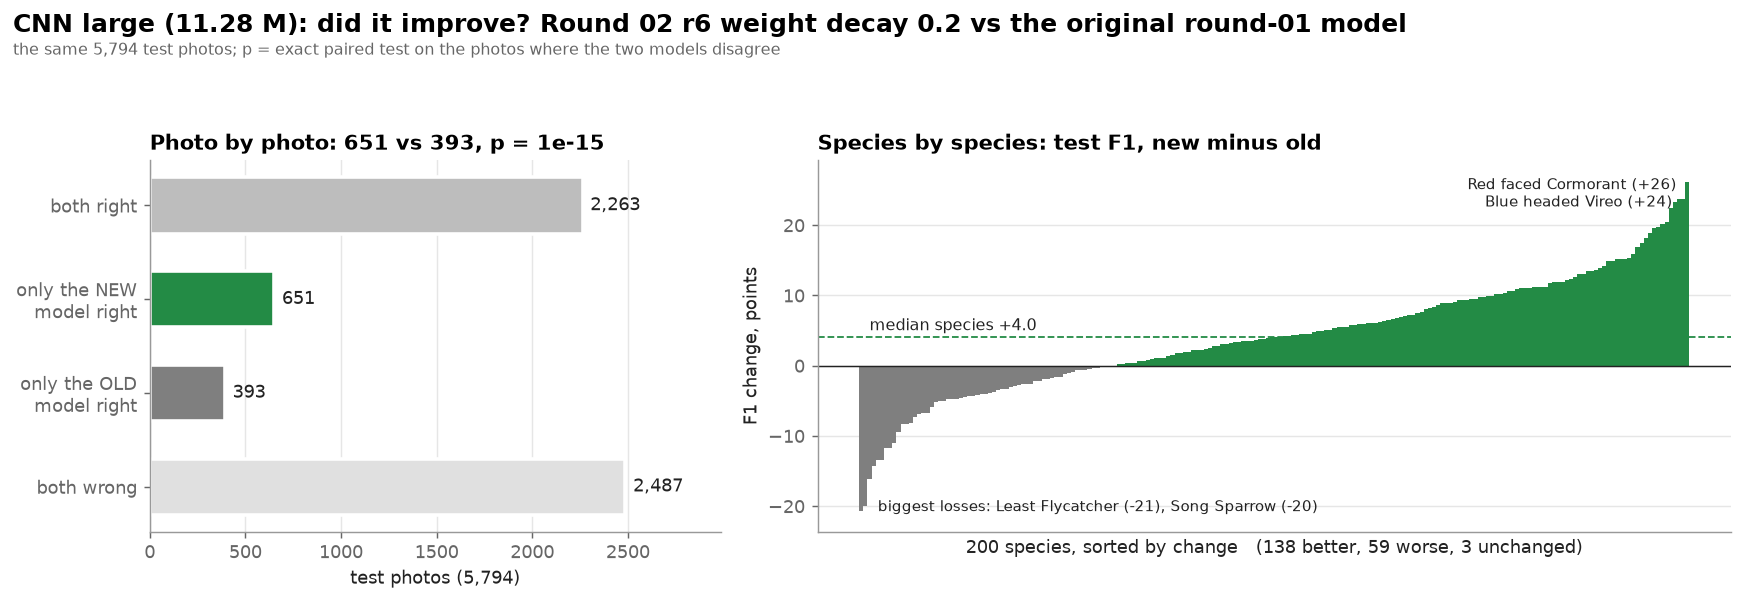 CNN large (11.28 M): did it improve? Round 02 r6 weight decay 0.2 vs the original round-01 model
the same 5,794 test photos; p = exact paired test on the photos where the two models disagree
Photo by photo: 651 vs 393, p = 1e-15
both right
2,263
only the NEW
model right
651
only the OLD
model right
393
both wrong
2,487
0
500
1000
1500
2000
2500
test photos (5,794)
Species by species: test F1, new minus old
Red faced Cormorant (+26)
Blue headed Vireo (+24)
F1 change, points
20
10
0
−10
−20
median species +4.0
biggest losses: Least Flycatcher (-21), Song Sparrow (-20)
200 species, sorted by change (138 better, 59 worse, 3 unchanged)